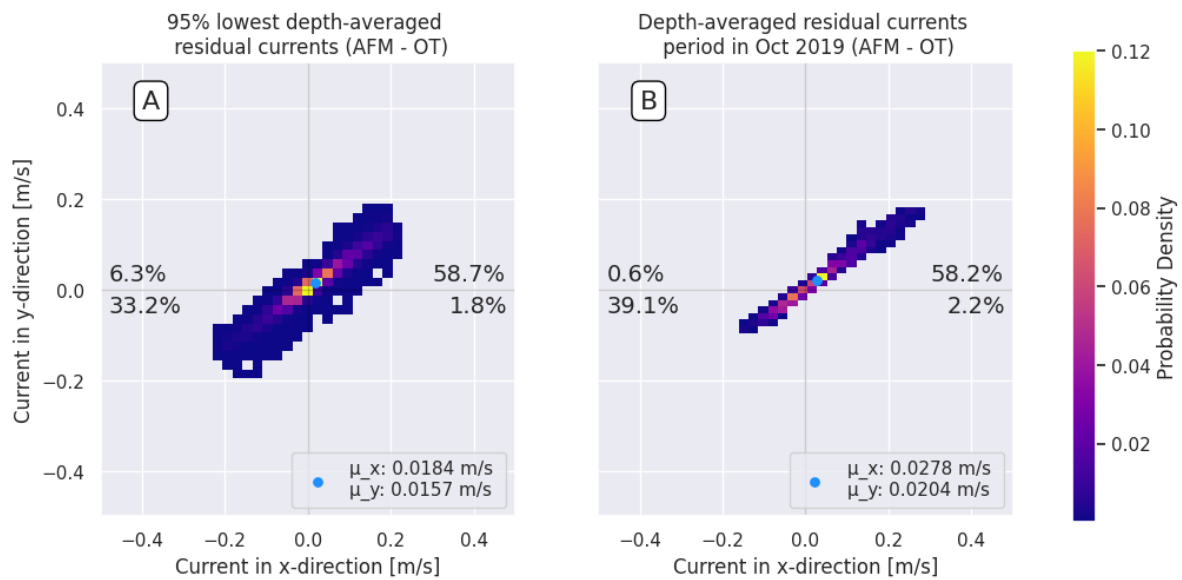 95% lowest depth-averaged
residual currents (AFM - OT)
A
0.4
0.2
0.0
−0.2
−0.4
6.3%
58.7%
33.2%
1.8%
μ_x: 0.0184 m/s
μ_y: 0.0157 m/s
−0.4
−0.2
0.0
0.2
0.4
Current in x-direction [m/s]
Current in y-direction [m/s]
Depth-averaged residual currents
period in Oct 2019 (AFM - OT)
B
0.6%
58.2%
39.1%
2.2%
μ_x: 0.0278 m/s
μ_y: 0.0204 m/s
−0.4
−0.2
0.0
0.2
0.4
Current in x-direction [m/s]
0.12
0.10
0.08
0.06
0.04
0.02
Probability Density